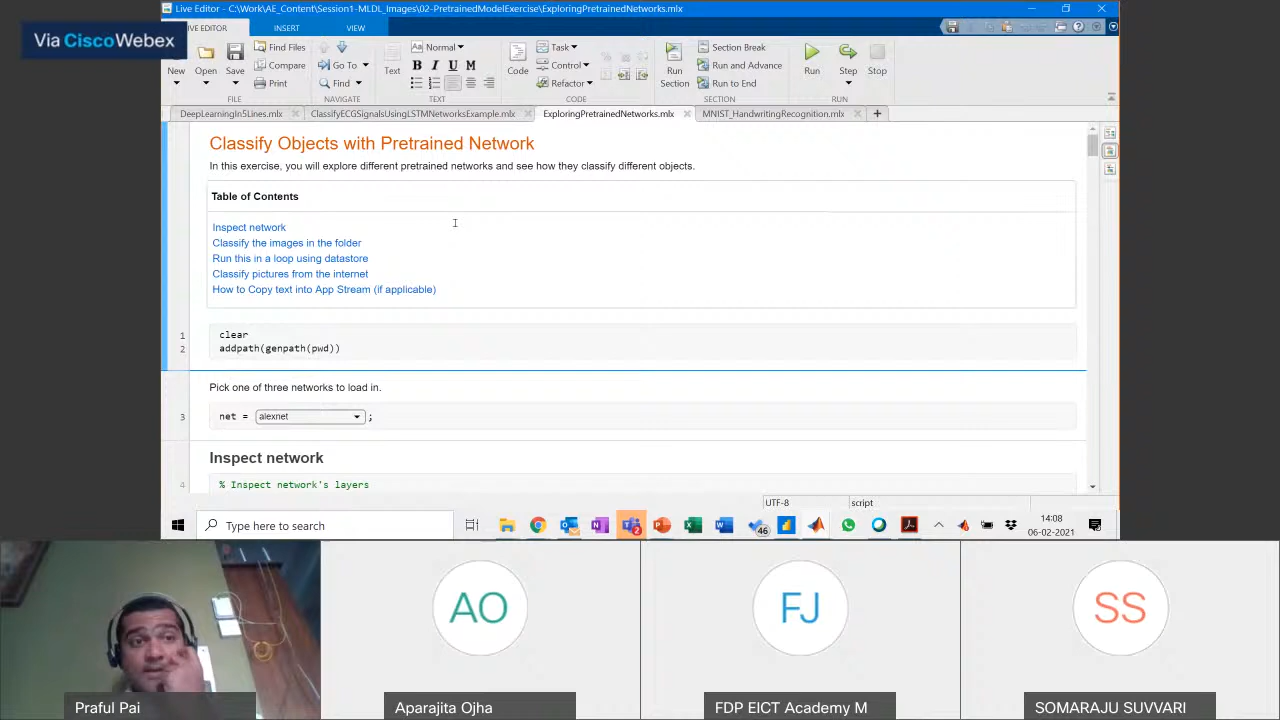 Live Editor - C:\Work\AE_Content\Session1-MLDL_Images\02-PretrainedModelExercise\ExploringPretrainedNetworks.mlx
Via Cisco Webex
LIVE EDITOR INSERT VIEW
New Open Save
Find Files
Compare
Print
Go To
Find
Text
Normal
B I U M
Code
Task
Control
Refactor
Run Section
Section Break
Run and Advance
Run to End
Run Step Stop
FILE NAVIGATE TEXT CODE SECTION RUN
DeepLearningIn5Lines.mlx ClassifyECGSignalsUsingLSTMNetworksExample.mlx ExploringPretrainedNetworks.mlx MNIST_HandwritingRecognition.mlx
Classify Objects with Pretrained Network
In this exercise, you will explore different pretrained networks and see how they classify different objects.
Table of Contents
Inspect network
Classify the images in the folder
Run this in a loop using datastore
Classify pictures from the internet
How to Copy text into App Stream (if applicable)
1 clear
2 addpath(genpath(pwd))
Pick one of three networks to load in.
3 net = alexnet ;
Inspect network
4 % Inspect network's layers
UTF-8 script
Type here to search
2
46
14:08
06-02-2021
AO
FJ
SS
Praful Pai
Aparajita Ojha
FDP EICT Academy M
SOMARAJU SUVVARI